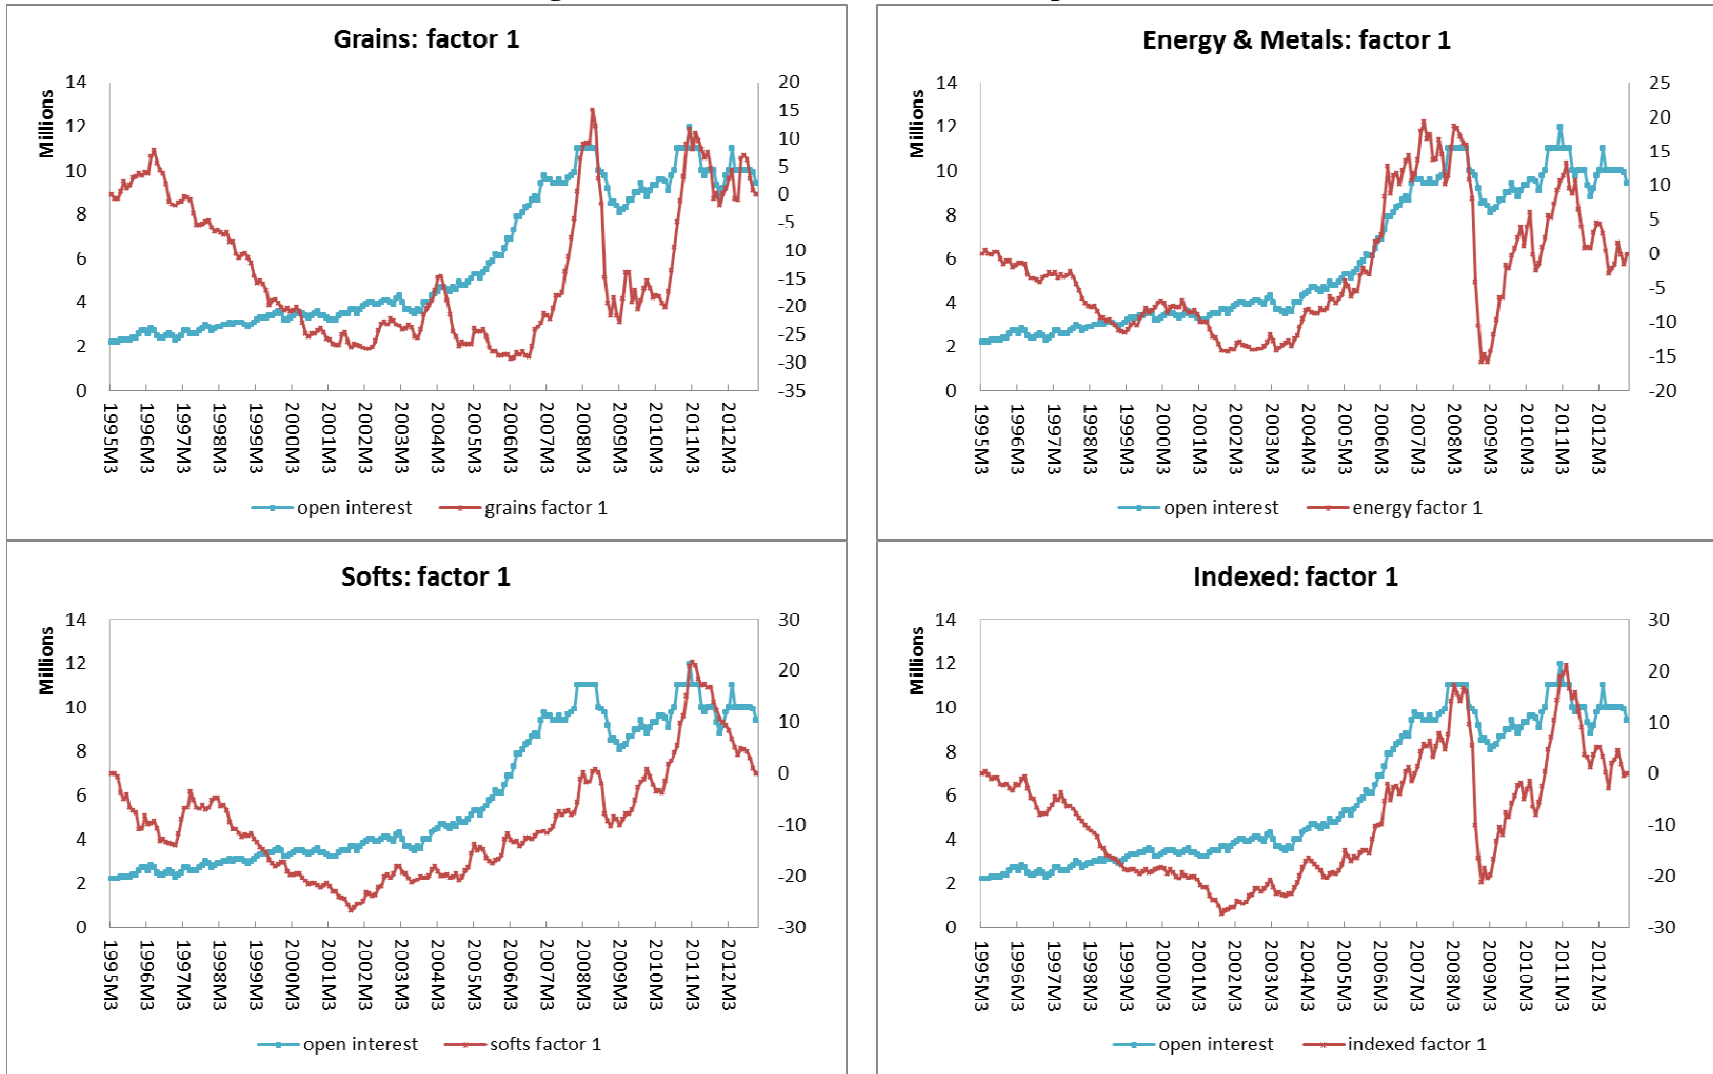 Grains: factor 1
Millions
14
12
10
8
6
4
2
0
20
15
10
5
0
-5
-10
-15
-20
-25
-30
-35
1995M3
1996M3
1997M3
1998M3
1999M3
2000M3
2001M3
2002M3
2003M3
2004M3
2005M3
2006M3
2007M3
2008M3
2009M3
2010M3
2011M3
2012M3
open interest grains factor 1
Energy & Metals: factor 1
Millions
14
12
10
8
6
4
2
0
25
20
15
10
5
0
-5
-10
-15
-20
1995M3
1996M3
1997M3
1998M3
1999M3
2000M3
2001M3
2002M3
2003M3
2004M3
2005M3
2006M3
2007M3
2008M3
2009M3
2010M3
2011M3
2012M3
open interest energy factor 1
Softs: factor 1
Millions
14
12
10
8
6
4
2
0
30
20
10
0
-10
-20
-30
1995M3
1996M3
1997M3
1998M3
1999M3
2000M3
2001M3
2002M3
2003M3
2004M3
2005M3
2006M3
2007M3
2008M3
2009M3
2010M3
2011M3
2012M3
open interest softs factor 1
Indexed: factor 1
Millions
14
12
10
8
6
4
2
0
30
20
10
0
-10
-20
-30
1995M3
1996M3
1997M3
1998M3
1999M3
2000M3
2001M3
2002M3
2003M3
2004M3
2005M3
2006M3
2007M3
2008M3
2009M3
2010M3
2011M3
2012M3
open interest indexed factor 1